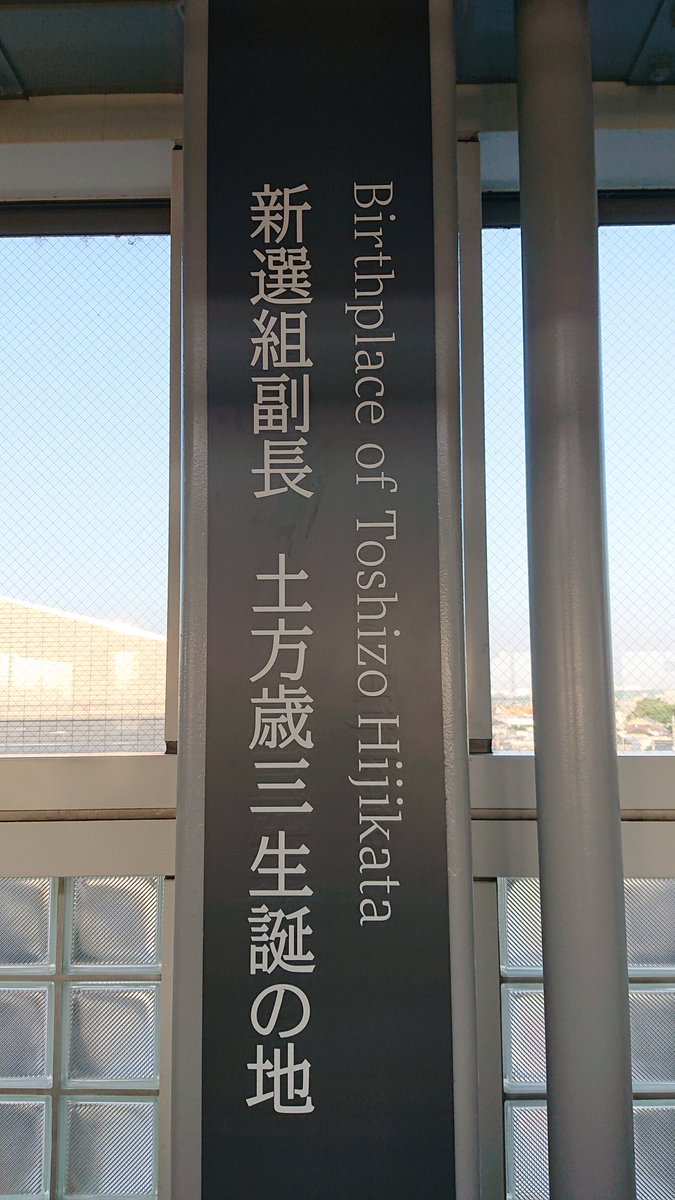 Birthplace of Toshizo Hijikata
新選組副長　土方歳三 生誕の地